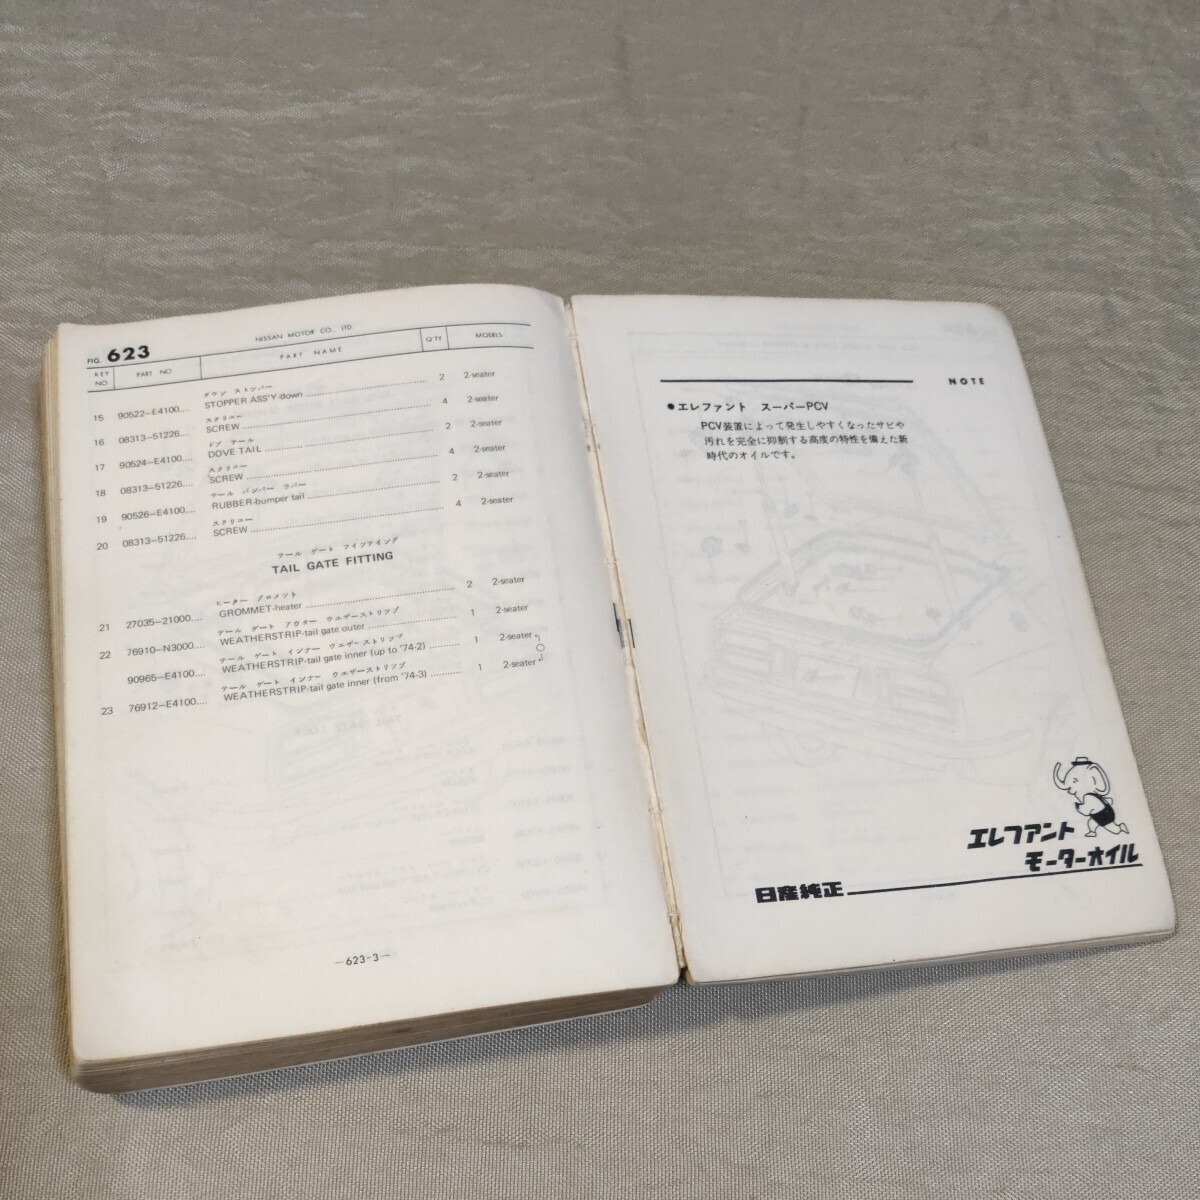 NISSAN MOTOR CO., LTD.
FIG. 623
KEY NO PART NO PART NAME Q'TY MODELS
ダウン ストツパー
15 90522-E4100.... STOPPER ASS'Y-down 2 2-seater
スクリユー
16 08313-51226.... SCREW 4 2-seater
ドブ テール
17 90524-E4100.... DOVE TAIL 2 2-seater
スクリユー
18 08313-51226.... SCREW 4 2-seater
テール バンパー ラバー
19 90526-E4100.... RUBBER-bumper tail 2 2-seater
スクリユー
20 08313-51226.... SCREW 4 2-seater
テール ゲート フイツテイング
TAIL GATE FITTING
ヒーター グロメツト
21 27035-21000.... GROMMET-heater 2 2-seater
テール ゲート アウター ウエザーストリツプ
22 76910-N3000.... WEATHERSTRIP-tail gate outer 1 2-seater
テール ゲート インナー ウエザーストリツプ
90965-E4100.... WEATHERSTRIP-tail gate inner (up to '74-2) 1 2-seater
テール ゲート インナー ウエザーストリツプ
23 76912-E4100.... WEATHERSTRIP-tail gate inner (from '74-3) 1 2-seater
—623-3—
NOTE
●エレファント スーパーPCV
PCV装置によって発生しやすくなったサビや
汚れを完全に抑制する高度の特性を備えた新
時代のオイルです。
エレファント
モーターオイル
日産純正